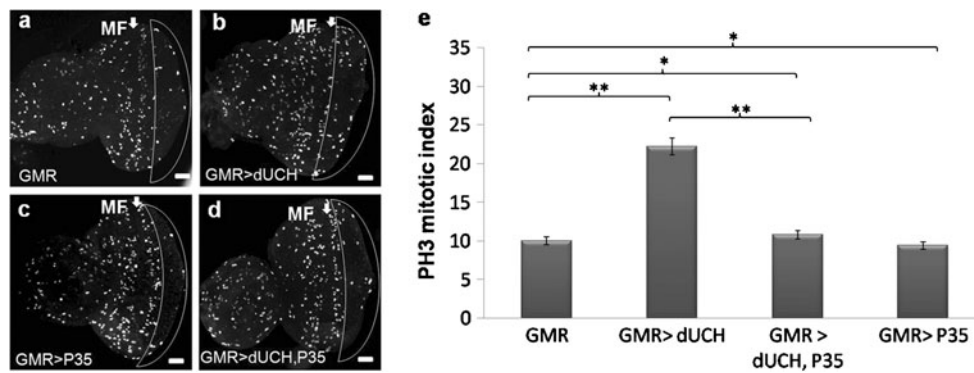 a
MF
GMR
b
MF
GMR>dUCH
c
MF
GMR>P35
d
MF
GMR>dUCH,P35
e
PH3 mitotic index
35
30
25
20
15
10
5
0
*
*
**
**
GMR
GMR> dUCH
GMR >
dUCH, P35
GMR> P35